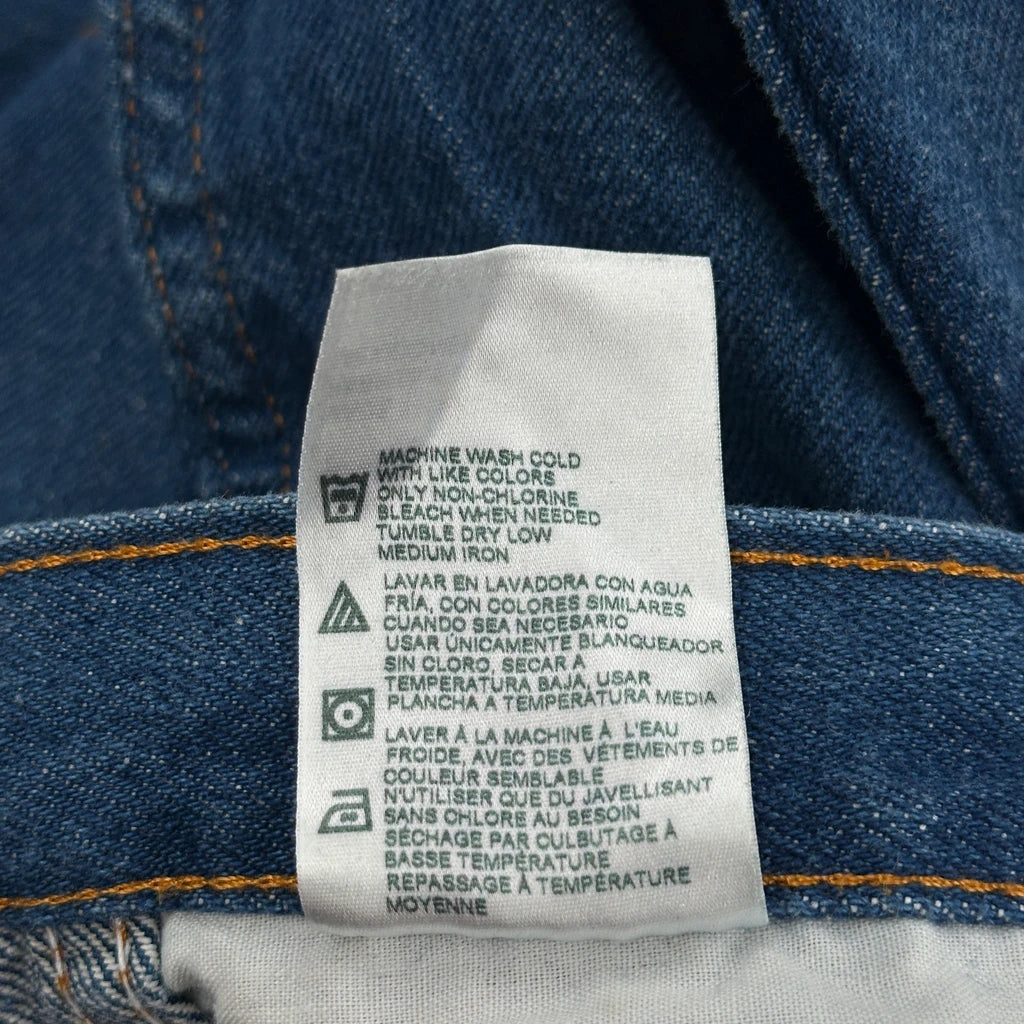 MACHINE WASH COLD
WITH LIKE COLORS
ONLY NON-CHLORINE
BLEACH WHEN NEEDED
TUMBLE DRY LOW
MEDIUM IRON
LAVAR EN LAVADORA CON AGUA
FRÍA, CON COLORES SIMILARES
CUANDO SEA NECESARIO
USAR ÚNICAMENTE BLANQUEADOR
SIN CLORO, SECAR A
TEMPERATURA BAJA, USAR
PLANCHA A TEMPERATURA MEDIA
LAVER À LA MACHINE À L'EAU
FROIDE, AVEC DES VÉTEMENTS DE
COULEUR SEMBLABLE
N'UTILISER QUE DU JAVELLISANT
SANS CHLORE AU BESOIN
SÉCHAGE PAR CULBUTAGE À
BASSE TEMPÉRATURE
REPASSAGE À TEMPÉRATURE
MOYENNE